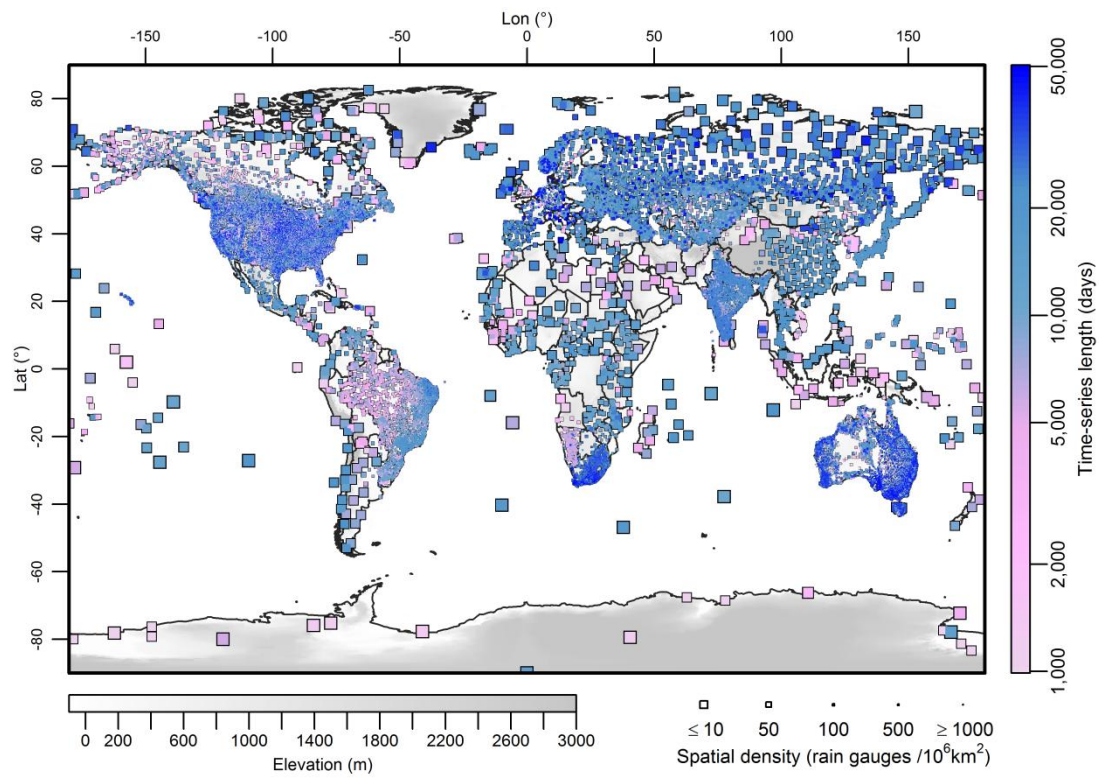 Lon (°)
-150 -100 -50 0 50 100 150
Lat (°)
80
60
40
20
0
-20
-40
-60
-80
50,000
20,000
10,000
5,000
2,000
1,000
Time-series length (days)
0 200 600 1000 1400 1800 2200 2600 3000
Elevation (m)
≤ 10 50 100 500 ≥ 1000
Spatial density (rain gauges /10⁶km²)